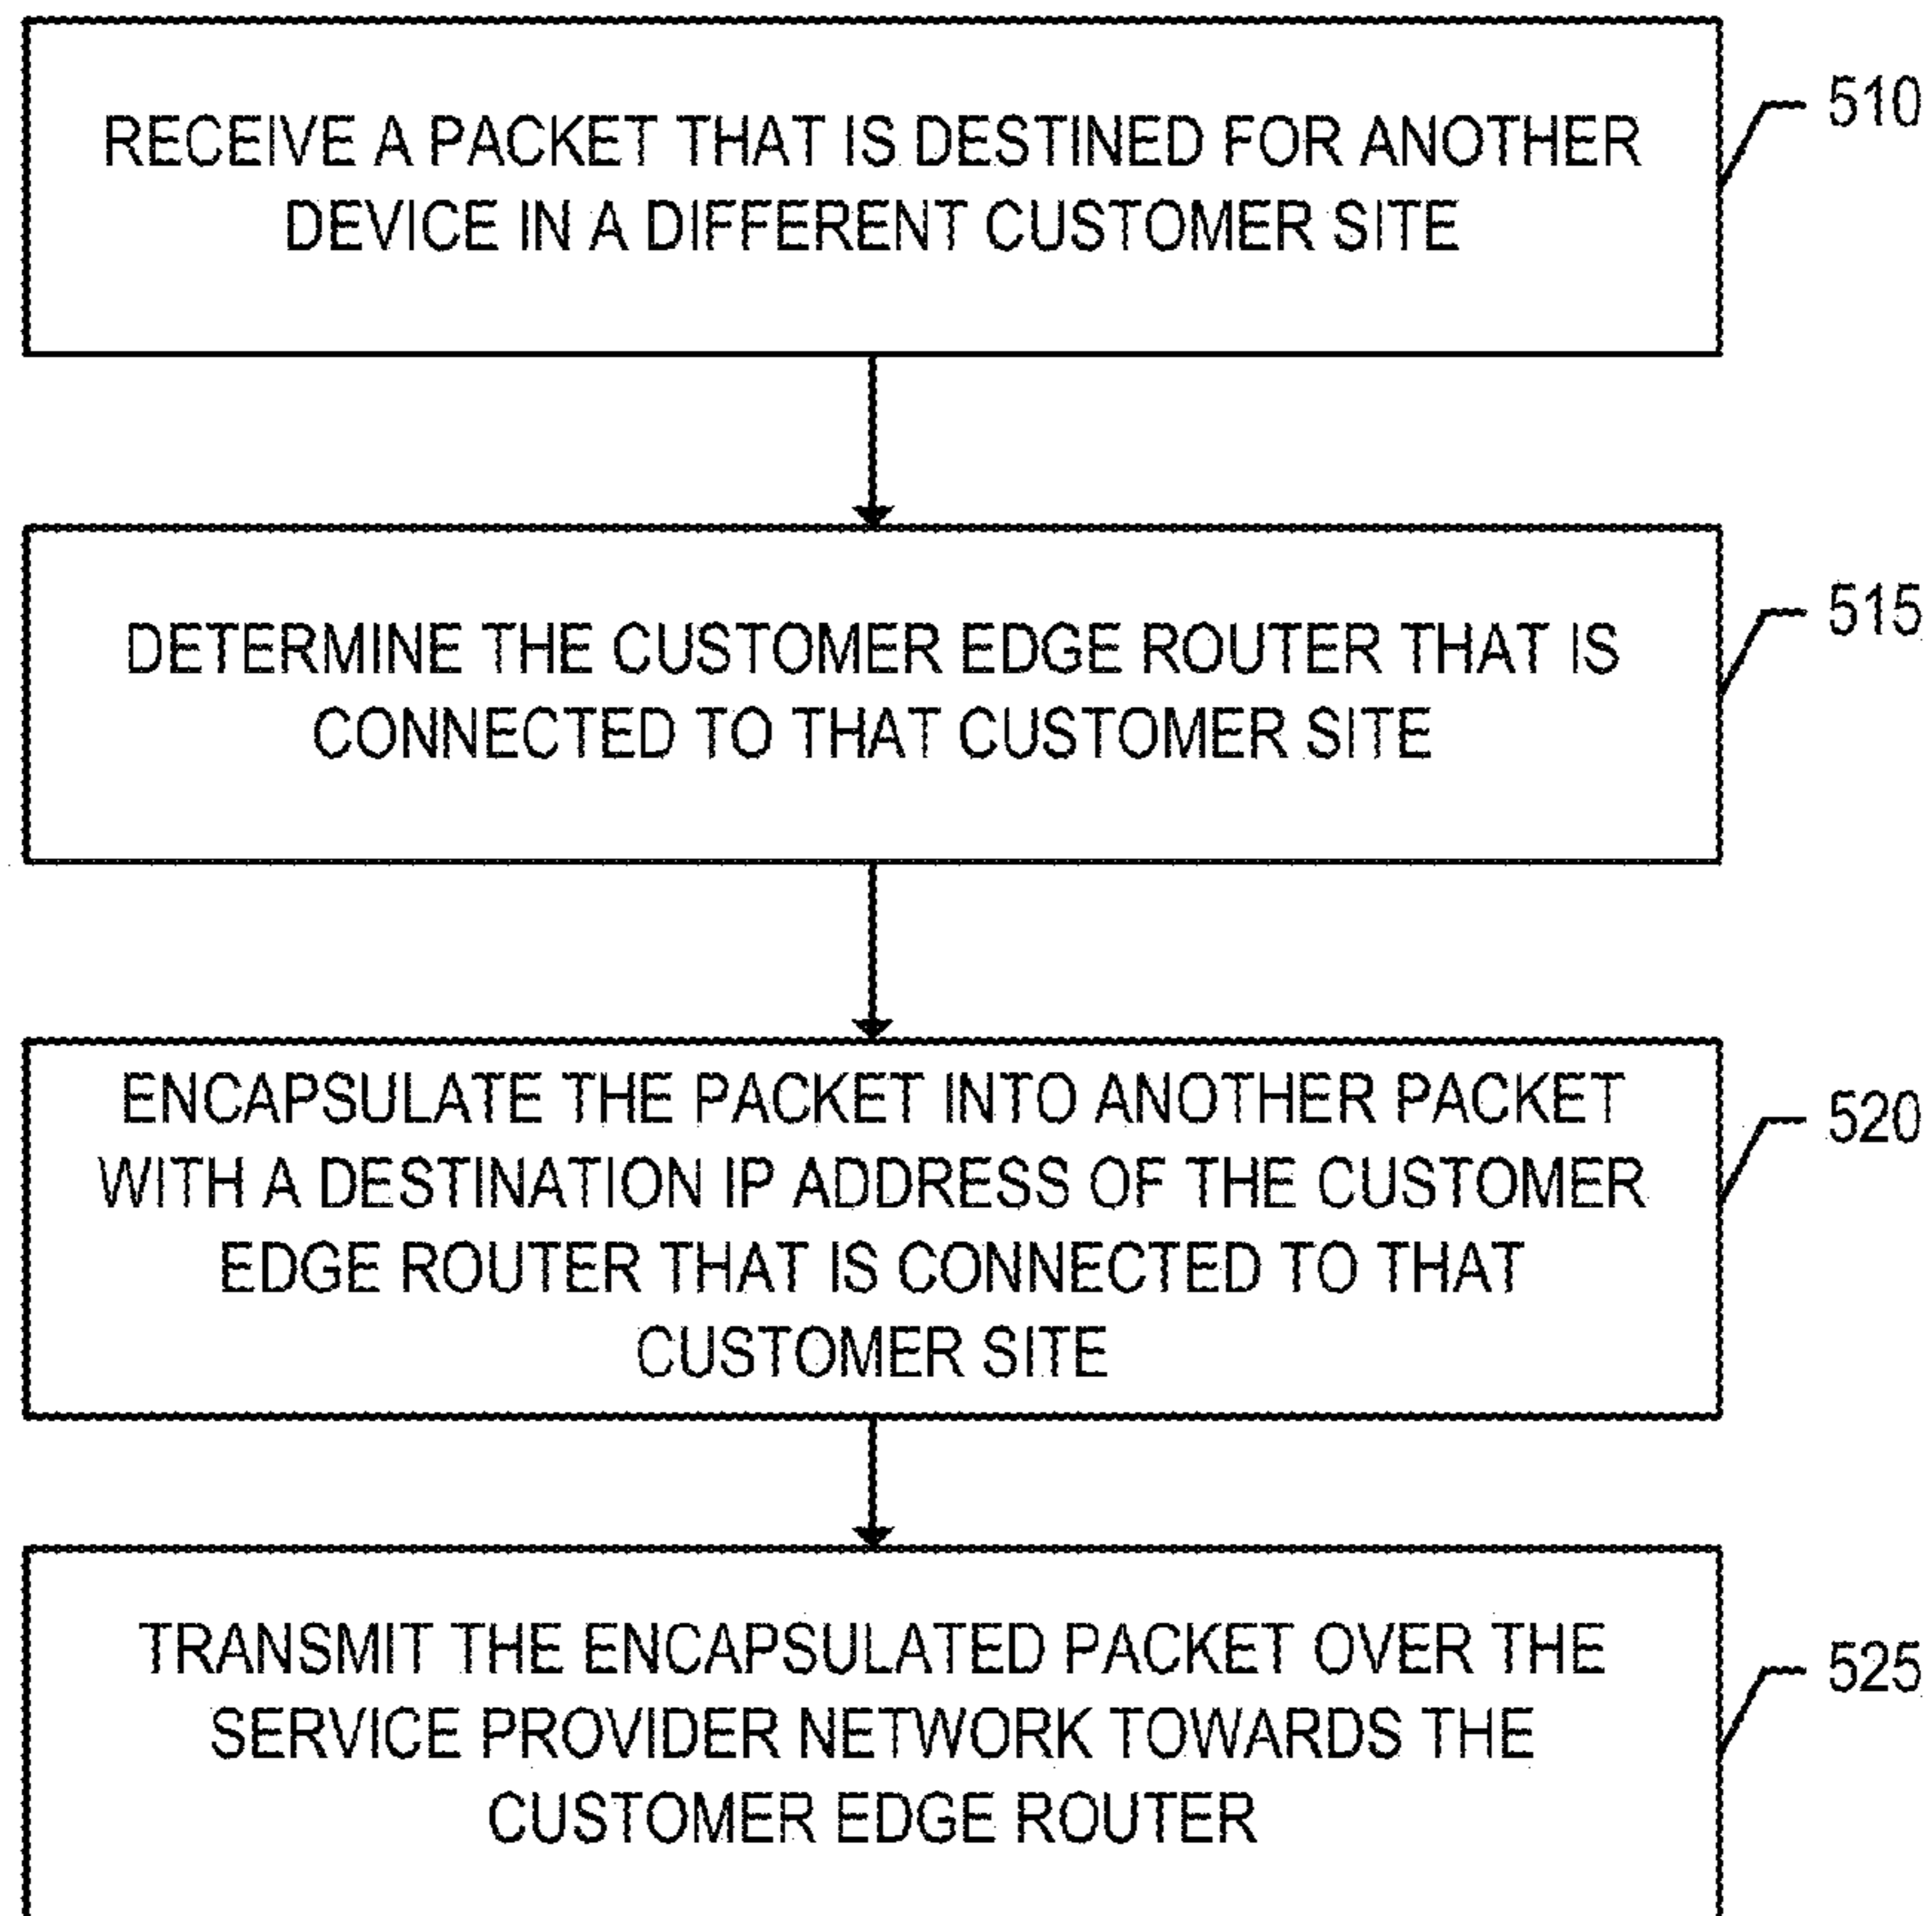 RECEIVE A PACKET THAT IS DESTINED FOR ANOTHER
DEVICE IN A DIFFERENT CUSTOMER SITE
510
DETERMINE THE CUSTOMER EDGE ROUTER THAT IS
CONNECTED TO THAT CUSTOMER SITE
515
ENCAPSULATE THE PACKET INTO ANOTHER PACKET
WITH A DESTINATION IP ADDRESS OF THE CUSTOMER
EDGE ROUTER THAT IS CONNECTED TO THAT
CUSTOMER SITE
520
TRANSMIT THE ENCAPSULATED PACKET OVER THE
SERVICE PROVIDER NETWORK TOWARDS THE
CUSTOMER EDGE ROUTER
525